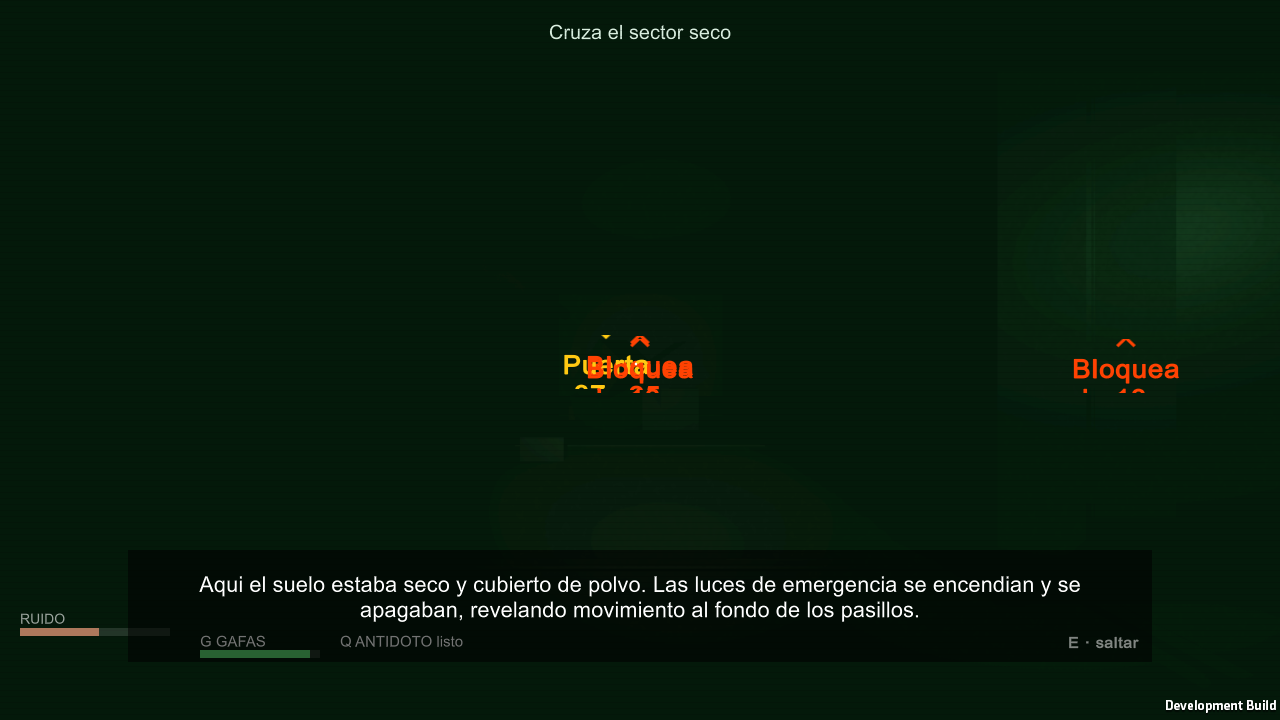 Cruza el sector seco
Puerta
Bloquea
Bloquea
Aqui el suelo estaba seco y cubierto de polvo. Las luces de emergencia se encendian y se
apagaban, revelando movimiento al fondo de los pasillos.
RUIDO
G GAFAS
Q ANTIDOTO listo
E · saltar
Development Build